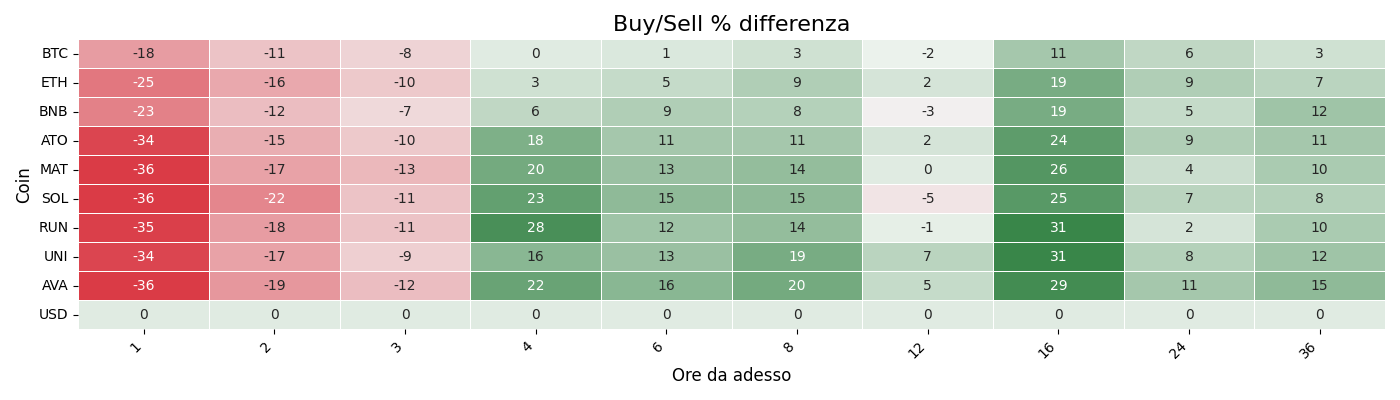 Buy/Sell % differenza
Coin
BTC -18 -11 -8 0 1 3 -2 11 6 3
ETH -25 -16 -10 3 5 9 2 19 9 7
BNB -23 -12 -7 6 9 8 -3 19 5 12
ATO -34 -15 -10 18 11 11 2 24 9 11
MAT -36 -17 -13 20 13 14 0 26 4 10
SOL -36 -22 -11 23 15 15 -5 25 7 8
RUN -35 -18 -11 28 12 14 -1 31 2 10
UNI -34 -17 -9 16 13 19 7 31 8 12
AVA -36 -19 -12 22 16 20 5 29 11 15
USD 0 0 0 0 0 0 0 0 0 0
1 2 3 4 6 8 12 16 24 36
Ore da adesso